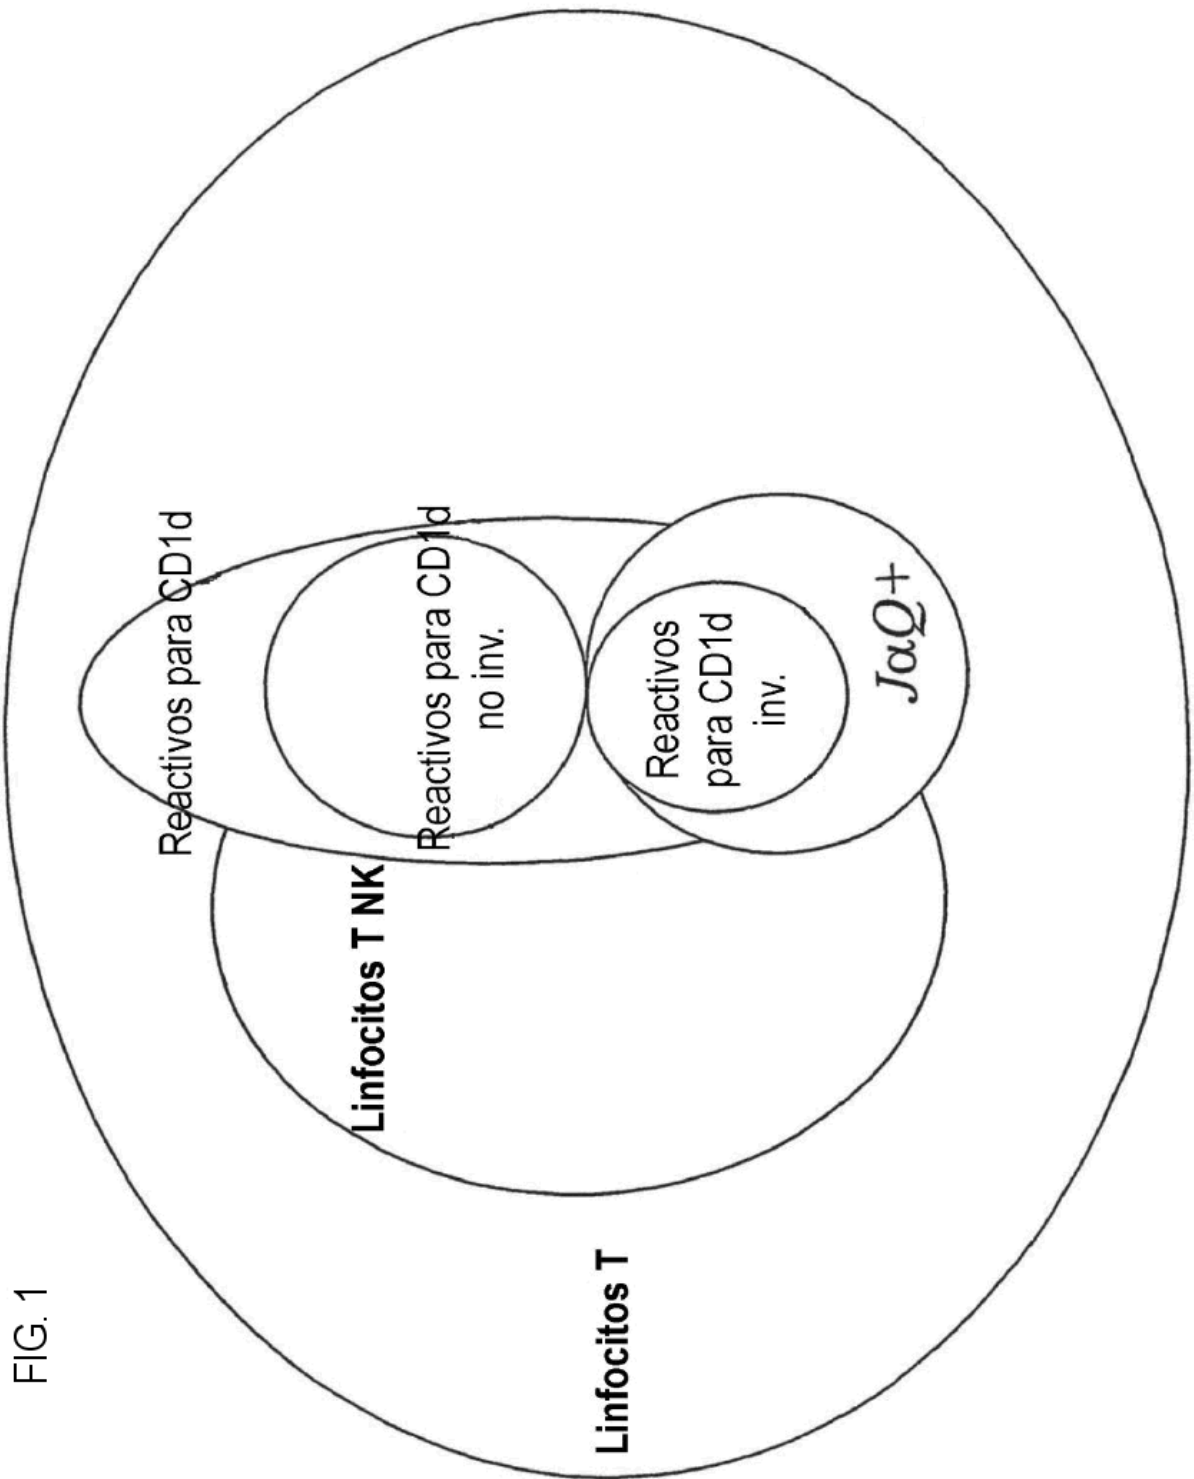 FIG. 1
Reactivos para CD1d
Linfocitos T NK
Reactivos para CD1d
no inv.
Linfocitos T
Reactivos
para CD1d
inv.
JαQ+